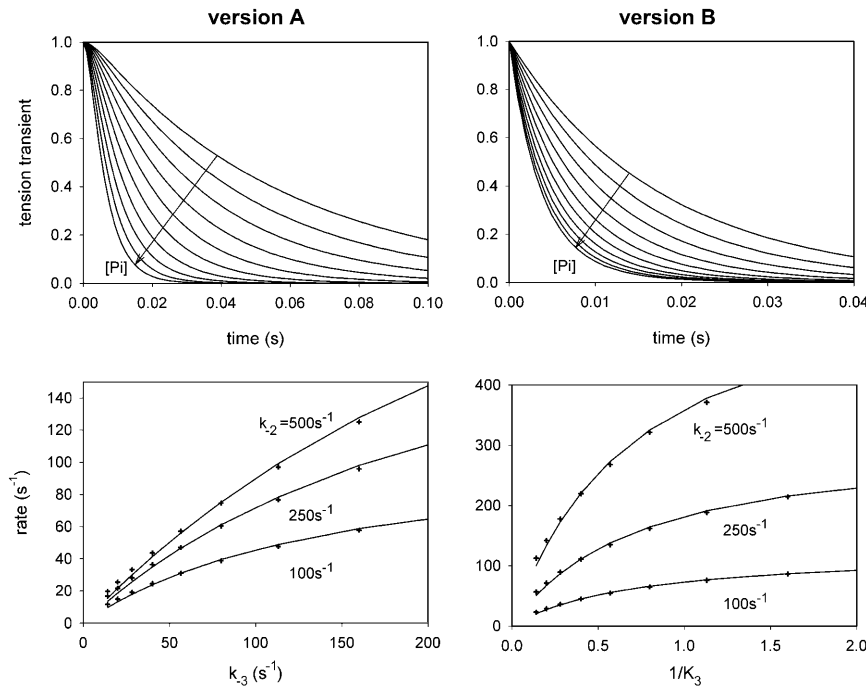 version A
version B
1.0
0.8
0.6
0.4
0.2
0.0
tension transient
[Pi]
0.00 0.02 0.04 0.06 0.08 0.10
time (s)
1.0
0.8
0.6
0.4
0.2
0.0
[Pi]
0.00 0.01 0.02 0.03 0.04
time (s)
140
120
100
80
60
40
20
0
rate (s⁻¹)
k₋₂=500s⁻¹
250s⁻¹
100s⁻¹
0 50 100 150 200
k₋₃ (s⁻¹)
400
300
200
100
0
k₋₂=500s⁻¹
250s⁻¹
100s⁻¹
0.0 0.5 1.0 1.5 2.0
1/K₃